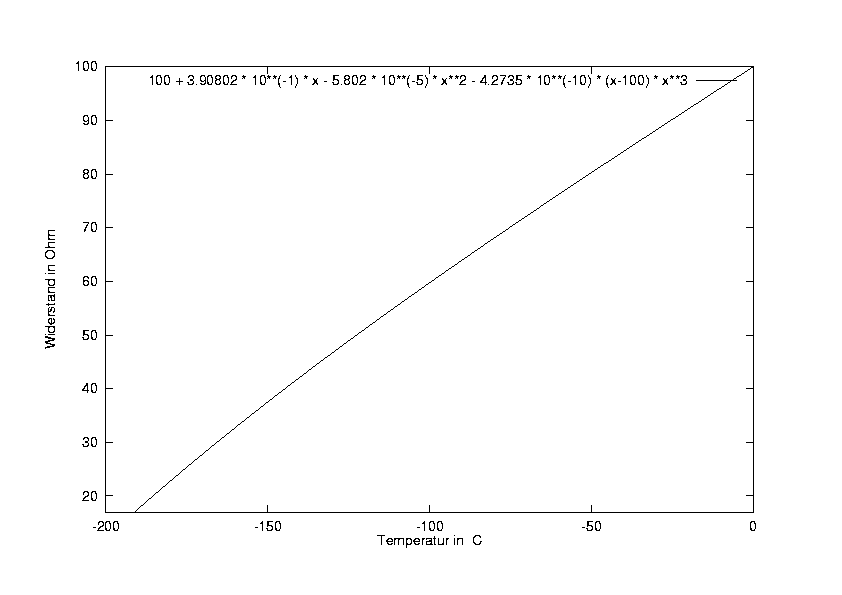 100 + 3.90802 * 10**(-1) * x - 5.802 * 10**(-5) * x**2 - 4.2735 * 10**(-10) * (x-100) * x**3
100
90
80
70
60
50
40
30
20
Widerstand in Ohm
-200 -150 -100 -50 0
Temperatur in C